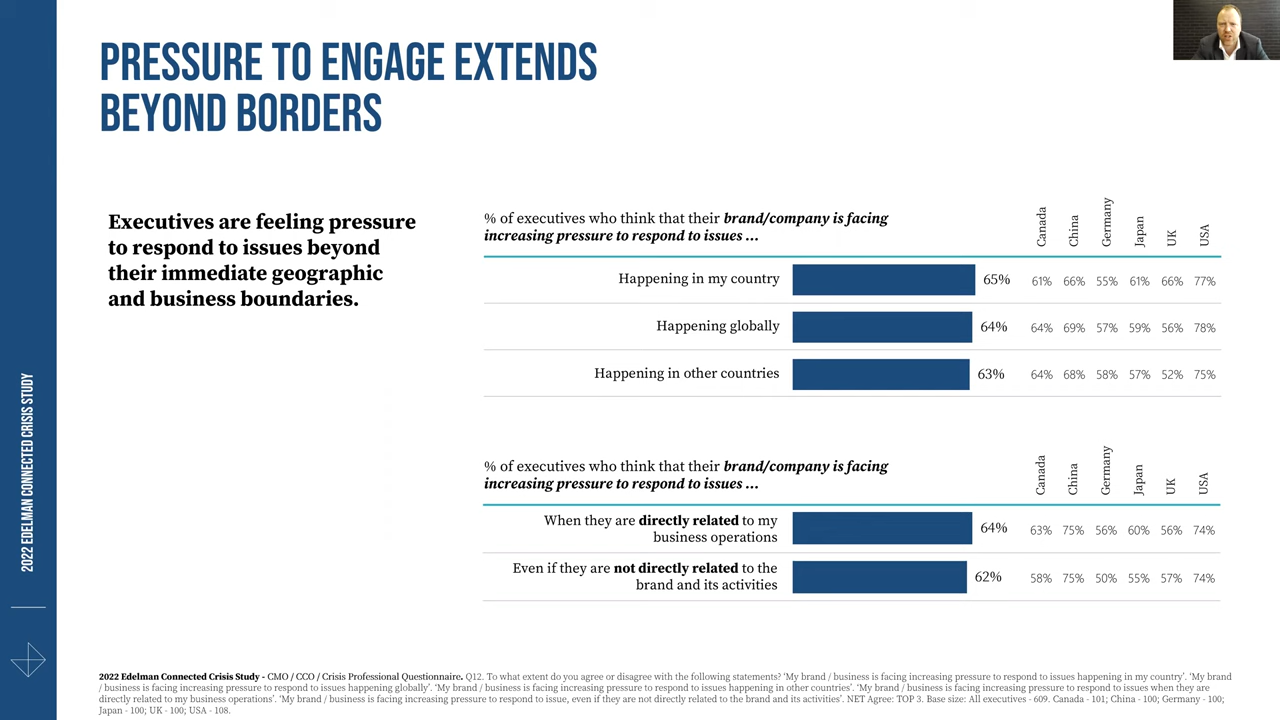 PRESSURE TO ENGAGE EXTENDS
BEYOND BORDERS
Executives are feeling pressure
to respond to issues beyond
their immediate geographic
and business boundaries.
% of executives who think that their brand/company is facing
increasing pressure to respond to issues ...
Canada China Germany Japan UK USA
Happening in my country 65% 61% 66% 55% 61% 66% 77%
Happening globally 64% 64% 69% 57% 59% 56% 78%
Happening in other countries 63% 64% 68% 58% 57% 52% 75%
% of executives who think that their brand/company is facing
increasing pressure to respond to issues ...
Canada China Germany Japan UK USA
When they are directly related to my
business operations 64% 63% 75% 56% 60% 56% 74%
Even if they are not directly related to the
brand and its activities 62% 58% 75% 50% 55% 57% 74%
2022 EDELMAN CONNECTED CRISIS STUDY
2022 Edelman Connected Crisis Study - CMO / CCO / Crisis Professional Questionnaire. Q12. To what extent do you agree or disagree with the following statements? ‘My brand / business is facing increasing pressure to respond to issues happening in my country’. ‘My brand
/ business is facing increasing pressure to respond to issues happening globally’. ‘My brand / business is facing increasing pressure to respond to issues happening in other countries’. ‘My brand / business is facing increasing pressure to respond to issues when they are
directly related to my business operations’. ‘My brand / business is facing increasing pressure to respond to issue, even if they are not directly related to the brand and its activities’. NET Agree: TOP 3. Base size: All executives - 609. Canada - 101; China - 100; Germany - 100;
Japan - 100; UK - 100; USA - 108.